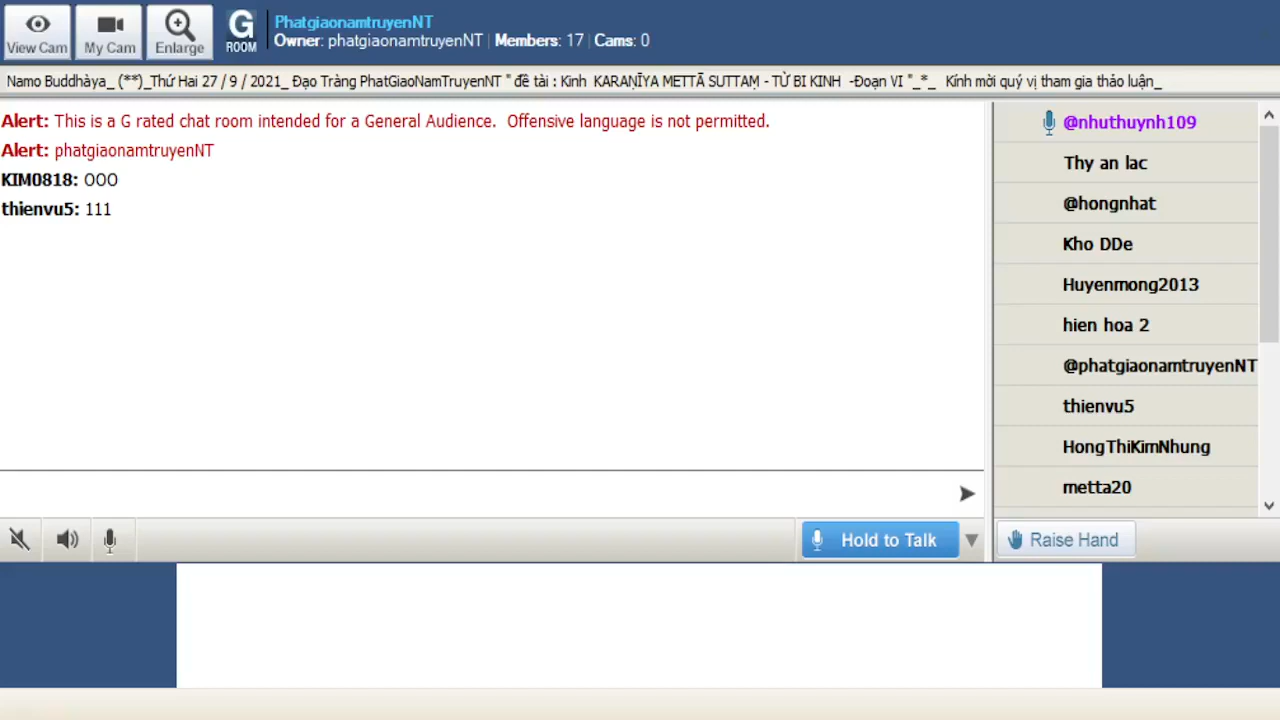 PhatgiaonamtruyenNT
Owner: phatgiaonamtruyenNT | Members: 17 | Cams: 0
View Cam
My Cam
Enlarge
G
ROOM
Namo Buddhàya_ (**)_Thứ Hai 27 / 9 / 2021_ Đạo Tràng PhatGiaoNamTruyenNT " đề tài : Kinh KARAṆĪYA METTĀ SUTTAṂ - TỪ BI KINH -Đoạn VI "_*_ Kính mời quý vị tham gia thảo luận_
Alert: This is a G rated chat room intended for a General Audience. Offensive language is not permitted.
Alert: phatgiaonamtruyenNT
KIM0818: OOO
thienvu5: 111
@nhuthuynh109
Thy an lac
@hongnhat
Kho DDe
Huyenmong2013
hien hoa 2
@phatgiaonamtruyenNT
thienvu5
HongThiKimNhung
metta20
Hold to Talk
Raise Hand